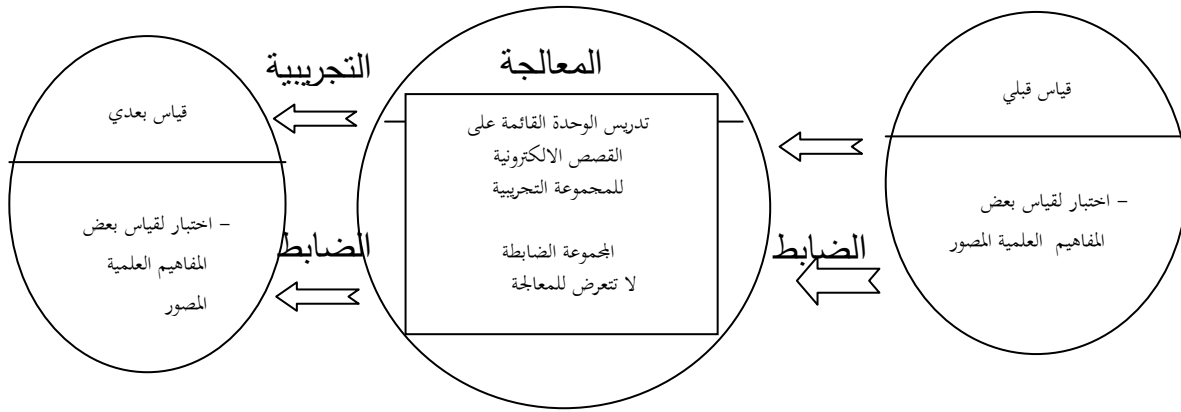 قياس قبلي
– اختبار لقياس بعض
المفاهيم العلمية المصور
الضابط
المعالجة
تدريس الوحدة القائمة على
القصص الالكترونية
للمجموعة التجريبية
المجموعة الضابطة
لا تتعرض للمعالجة
التجريبية
الضابط
قياس بعدي
– اختبار لقياس بعض
المفاهيم العلمية
المصور